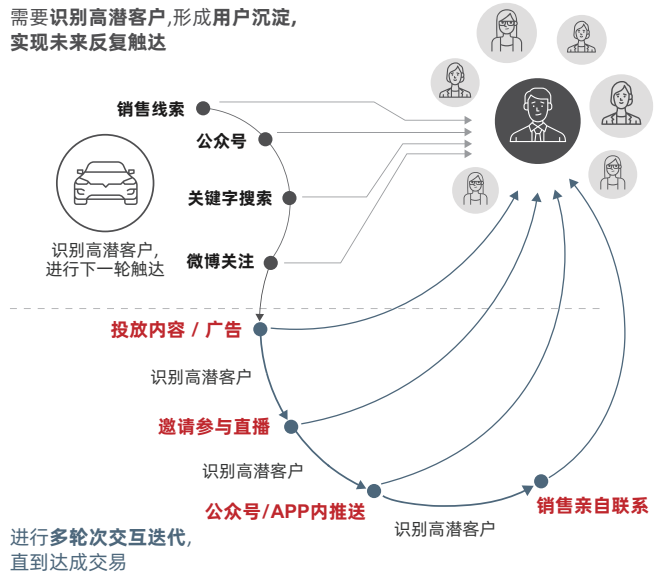 需要识别高潜客户,形成用户沉淀,
实现未来反复触达
销售线索
公众号
关键字搜索
识别高潜客户,
进行下一轮触达
微博关注
投放内容 / 广告
识别高潜客户
邀请参与直播
识别高潜客户
公众号/APP内推送
销售亲自联系
识别高潜客户
进行多轮次交互迭代,
直到达成交易